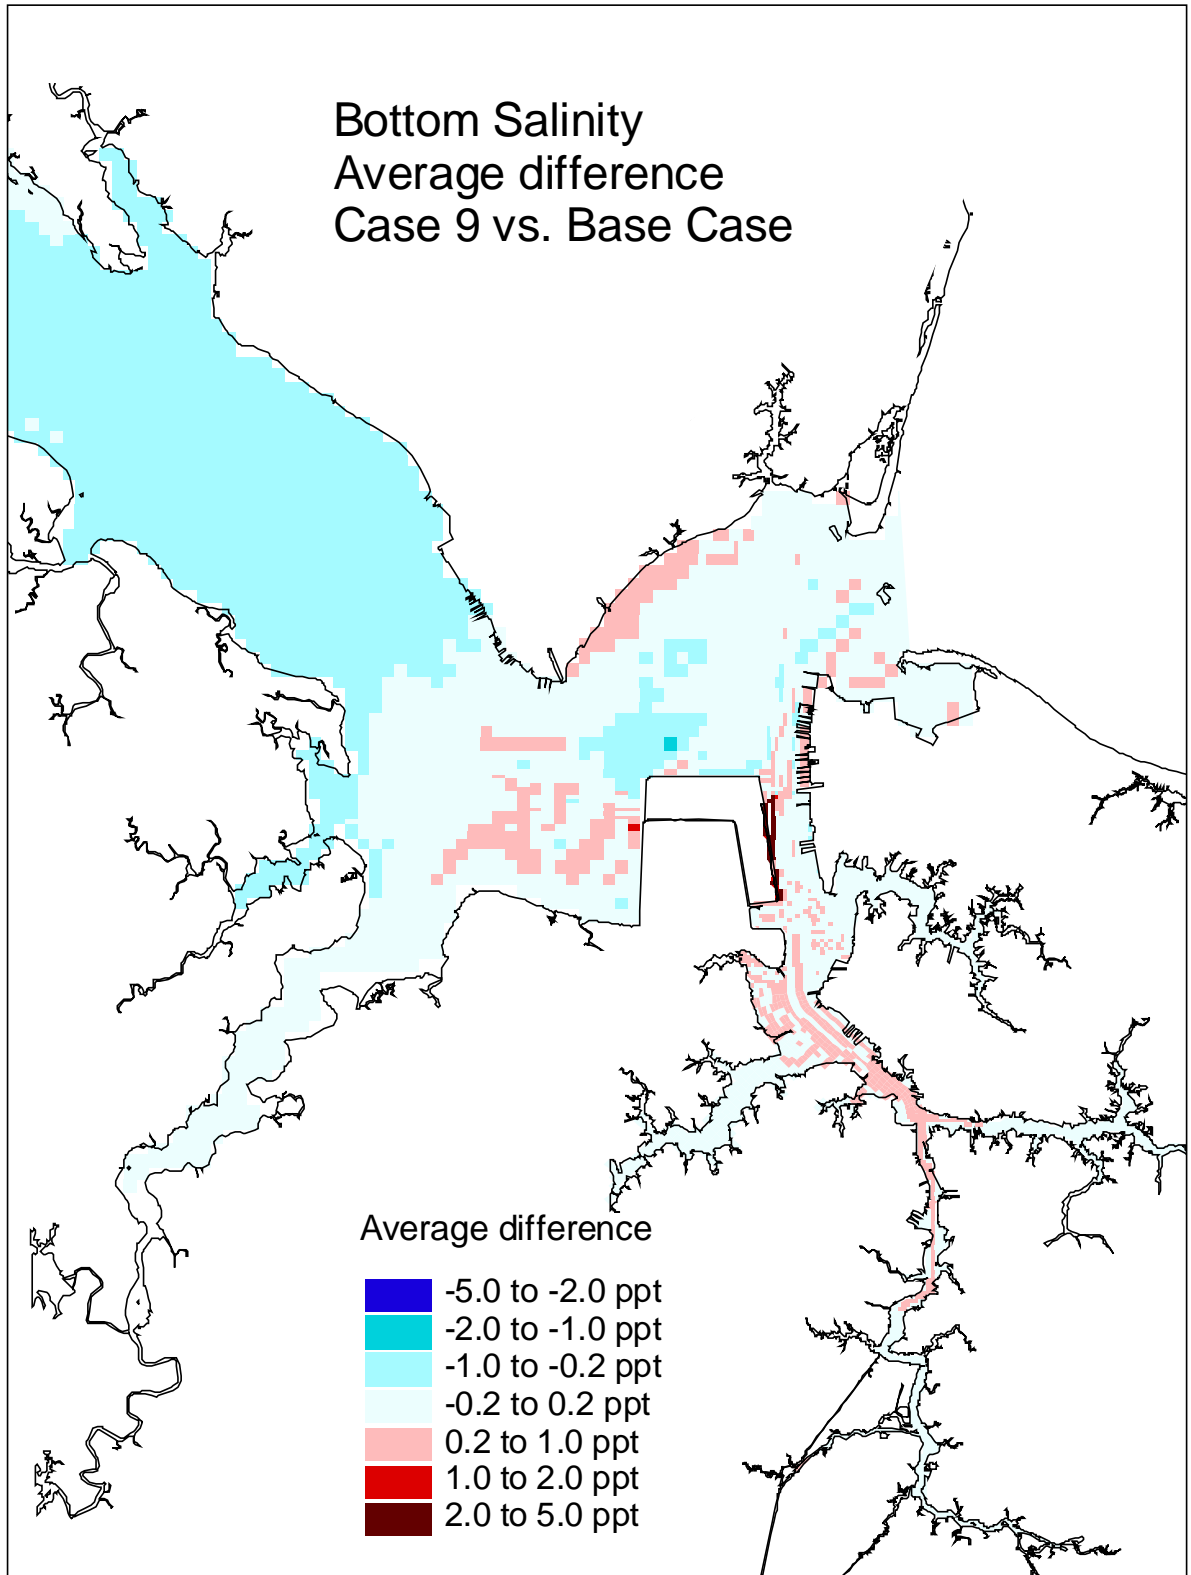 Bottom Salinity
Average difference
Case 9 vs. Base Case
Average difference
-5.0 to -2.0 ppt
-2.0 to -1.0 ppt
-1.0 to -0.2 ppt
-0.2 to 0.2 ppt
0.2 to 1.0 ppt
1.0 to 2.0 ppt
2.0 to 5.0 ppt